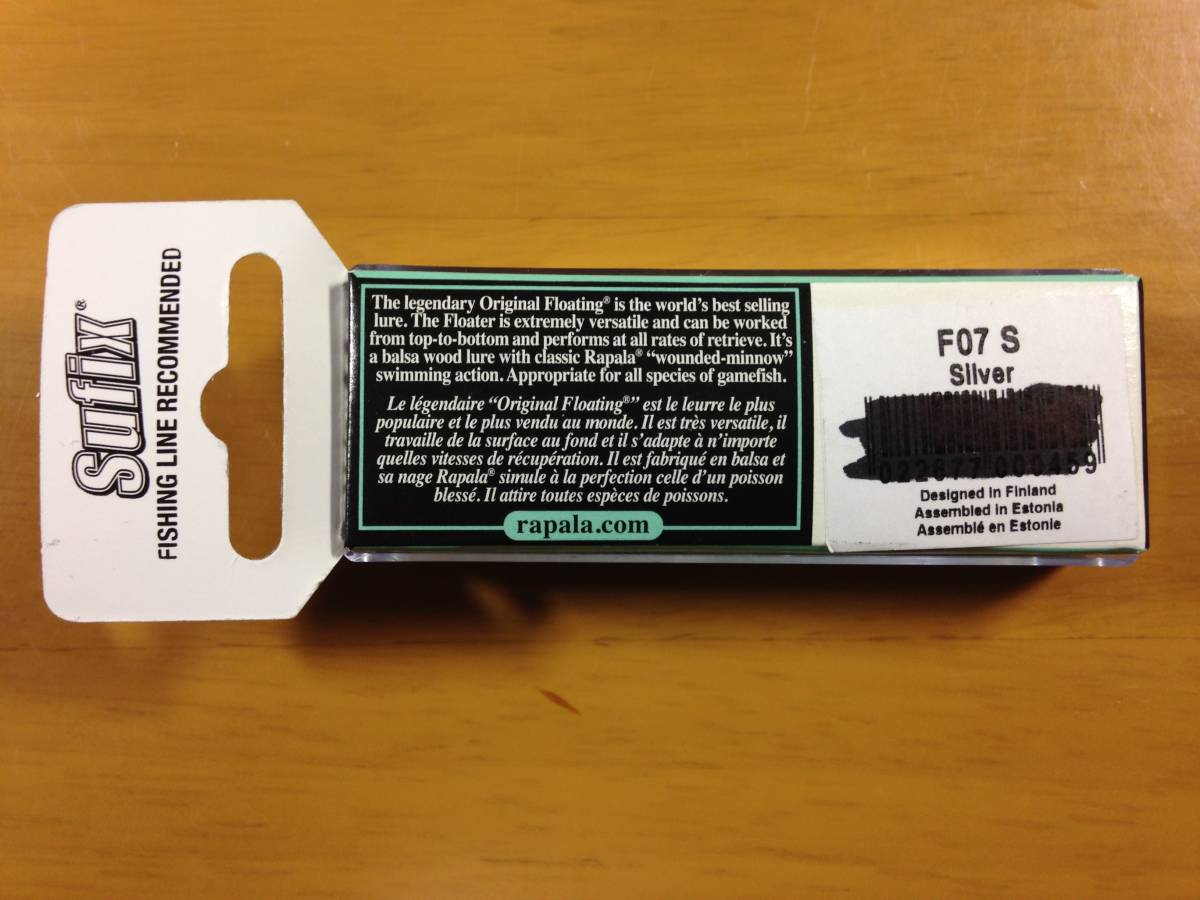 Sufix®
FISHING LINE RECOMMENDED
The legendary Original Floating® is the world's best selling
lure. The Floater is extremely versatile and can be worked
from top-to-bottom and performs at all rates of retrieve. It's
a balsa wood lure with classic Rapala® “wounded-minnow”
swimming action. Appropriate for all species of gamefish.
Le légendaire “Original Floating®” est le leurre le plus
populaire et le plus vendu au monde. Il est très versatile, il
travaille de la surface au fond et il s'adapte à n'importe
quelles vitesses de récupération. Il est fabriqué en balsa et
sa nage Rapala® simule à la perfection celle d'un poisson
blessé. Il attire toutes espèces de poissons.
rapala.com
F07 S
Silver
Designed in Finland
Assembled in Estonia
Assemblé en Estonie